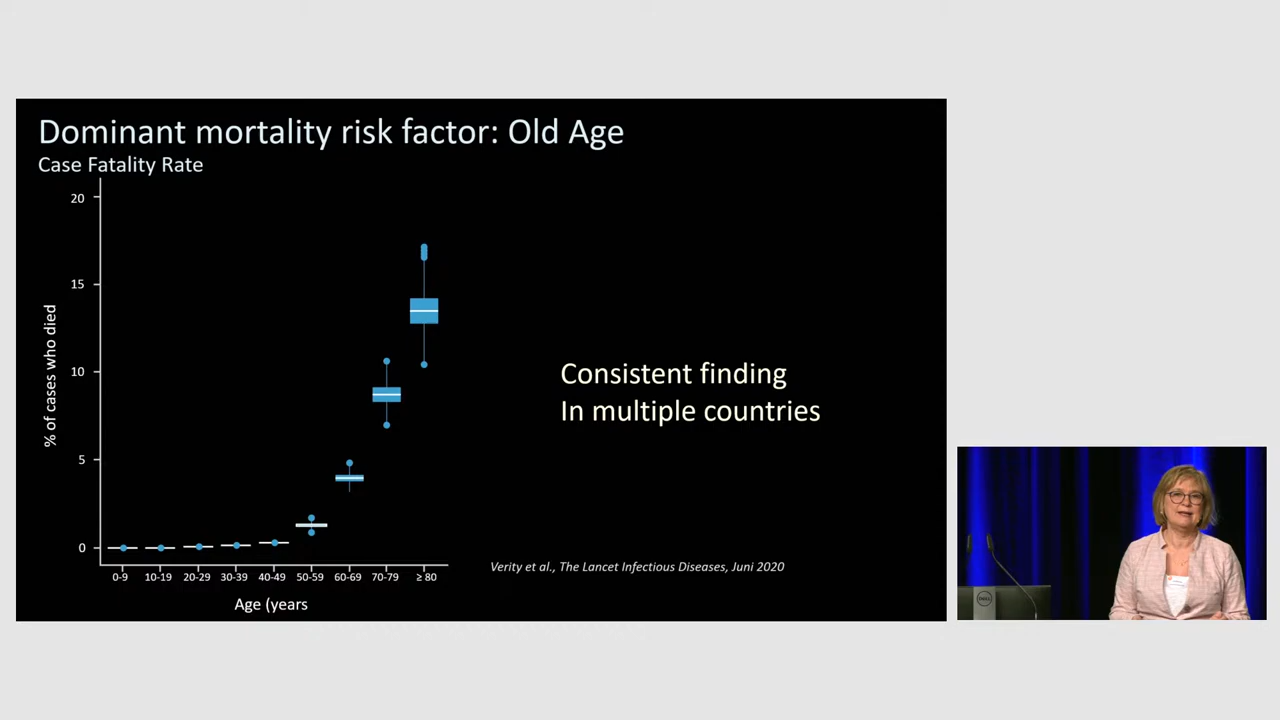 Dominant mortality risk factor: Old Age
Case Fatality Rate
20
15
10
5
0
% of cases who died
0-9 10-19 20-29 30-39 40-49 50-59 60-69 70-79 ≥ 80
Age (years
Consistent finding
In multiple countries
Verity et al., The Lancet Infectious Diseases, Juni 2020
DELL